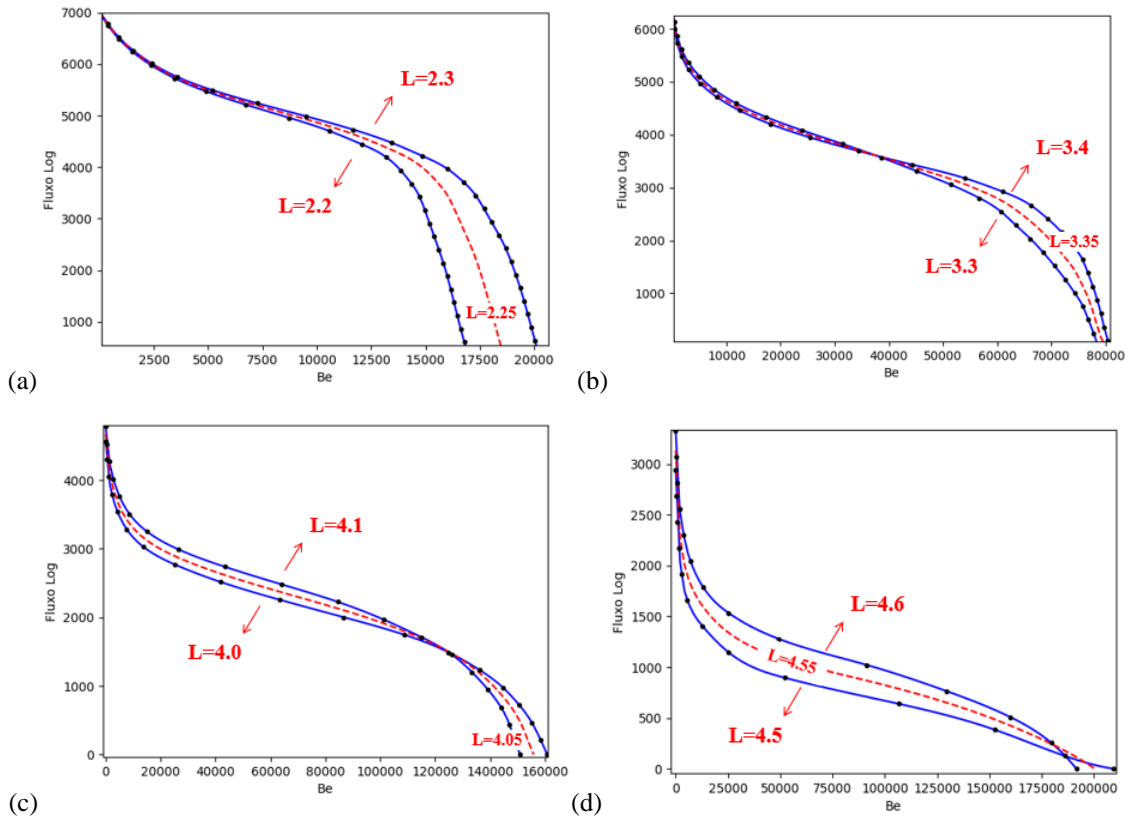 7000
6000
5000
4000
3000
2000
1000
Fluxo Log
L=2.3
L=2.2
L=2.25
2500 5000 7500 10000 12500 15000 17500 20000
Be
(a)
6000
5000
4000
3000
2000
1000
Fluxo Log
L=3.4
L=3.35
L=3.3
10000 20000 30000 40000 50000 60000 70000 80000
Be
(b)
4000
3000
2000
1000
0
Fluxo Log
L=4.1
L=4.0
L=4.05
0 20000 40000 60000 80000 100000 120000 140000 160000
Be
(c)
3000
2500
2000
1500
1000
500
0
Fluxo Log
L=4.6
L=4.55
L=4.5
0 25000 50000 75000 100000 125000 150000 175000 200000
Be
(d)